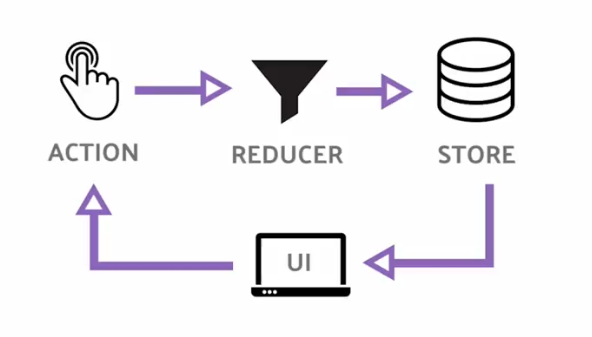 ACTION
REDUCER
STORE
UI